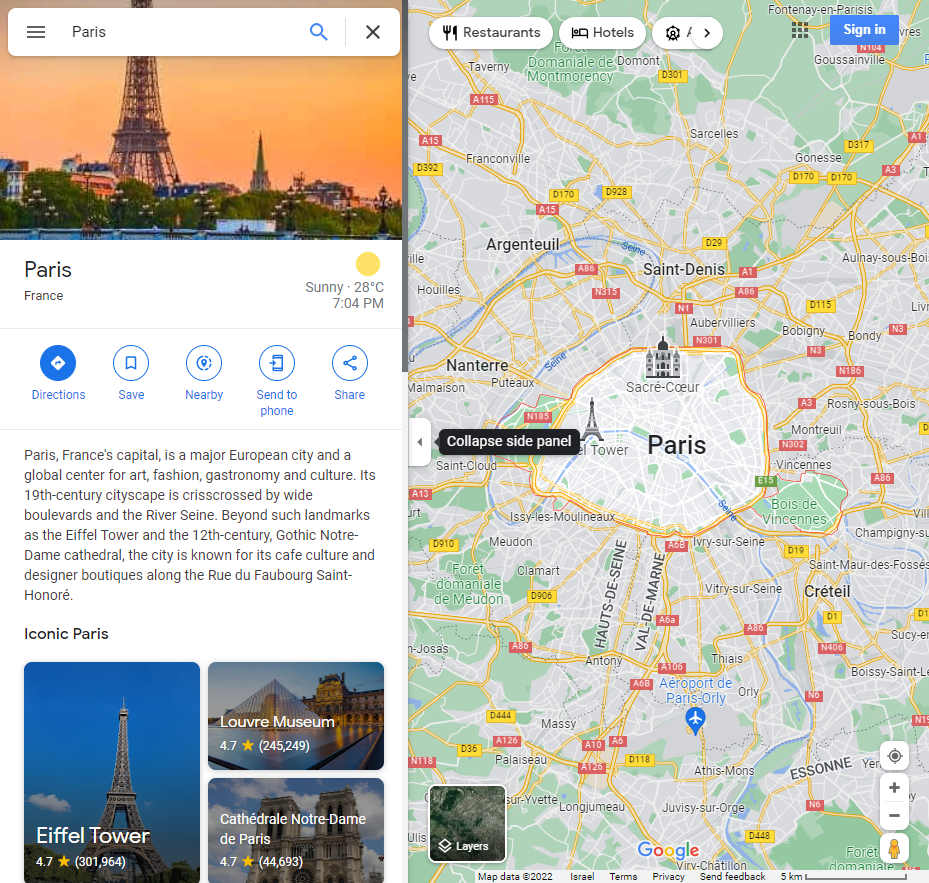 Paris
Paris
France
Sunny · 28°C
7:04 PM
Directions
Save
Nearby
Send to
phone
Share
Paris, France's capital, is a major European city and a
global center for art, fashion, gastronomy and culture. Its
19th-century cityscape is crisscrossed by wide
boulevards and the River Seine. Beyond such landmarks
as the Eiffel Tower and the 12th-century, Gothic Notre-
Dame cathedral, the city is known for its cafe culture and
designer boutiques along the Rue du Faubourg Saint-
Honoré.
Iconic Paris
Eiffel Tower
4.7 ★ (301,964)
Louvre Museum
4.7 ★ (245,249)
Cathédrale Notre-Dame
de Paris
4.7 ★ (44,693)
Restaurants
Hotels
Sign in
Fontenay-en-Parisis
N104
Goussainville
Forêt
Domaniale de
Montmorency
Domont
Taverny
D301
A115
Sarcelles
A15
A1
D317
Franconville
Gonesse
D392
A3
D170
D170
D170
D928
A15
Argenteuil
Seine
D29
Aulnay-sous-Boi
A86
Saint-Denis
A1
Houilles
N315
A86
N1
D115
Aubervilliers
Bobigny
Bondy
N3
N301
N3
Nanterre
Seine
N186
Puteaux
Malmaison
Sacré-Cœur
A3
Rosny-sous-Bois
N185
Montreuil
Collapse side panel
Tower
Paris
N302
Saint-Cloud
Vincennes
E15
A86
A13
Bois de
Vincennes
Seine
Issy-les-Moulineaux
Champigny-su
Meudon
D910
A6B
Ivry-sur-Seine
D19
Forêt
domaniale
de Meudon
Clamart
Saint-Maur-des-Fossés
HAUTS-DE-SEINE
VAL-DE-MARNE
D906
Vitry-sur-Seine
Créteil
A6a
D1
A86
A86
N406
Antony
Thiais
A106
Boissy-Saint-L
A6B
Aéroport de
Paris-Orly
Orly
N6
D444
Massy
A126
A10
A6
D36
Palaiseau
D118
N118
A126
Athis-Mons
ESSONNE
sur-Yvette
Longjumeau
Juvisy-sur-Orge
N6
D448
Layers
Google
Viry-Châtillon
Forêt
domaniale
Map data ©2022
Israel
Terms
Privacy
Send feedback
5 km